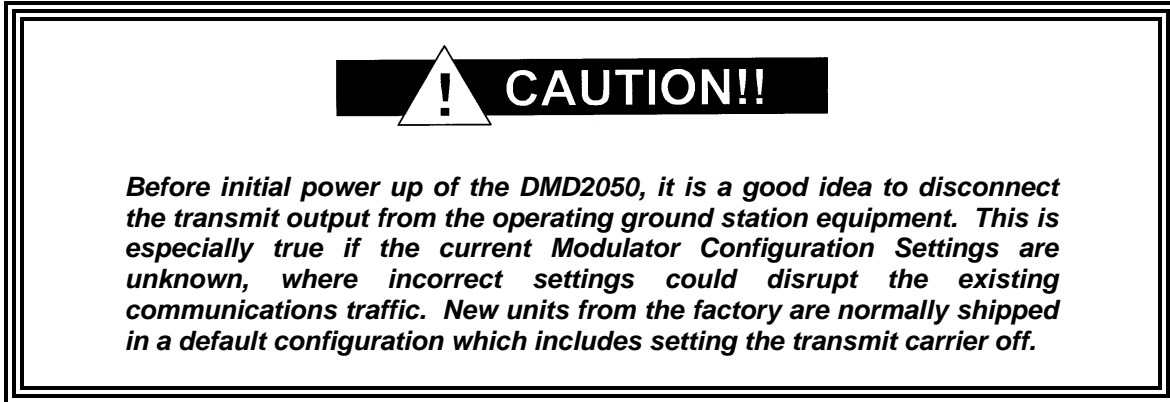 ! CAUTION!!
Before initial power up of the DMD2050, it is a good idea to disconnect
the transmit output from the operating ground station equipment. This is
especially true if the current Modulator Configuration Settings are
unknown, where incorrect settings could disrupt the existing
communications traffic. New units from the factory are normally shipped
in a default configuration which includes setting the transmit carrier off.